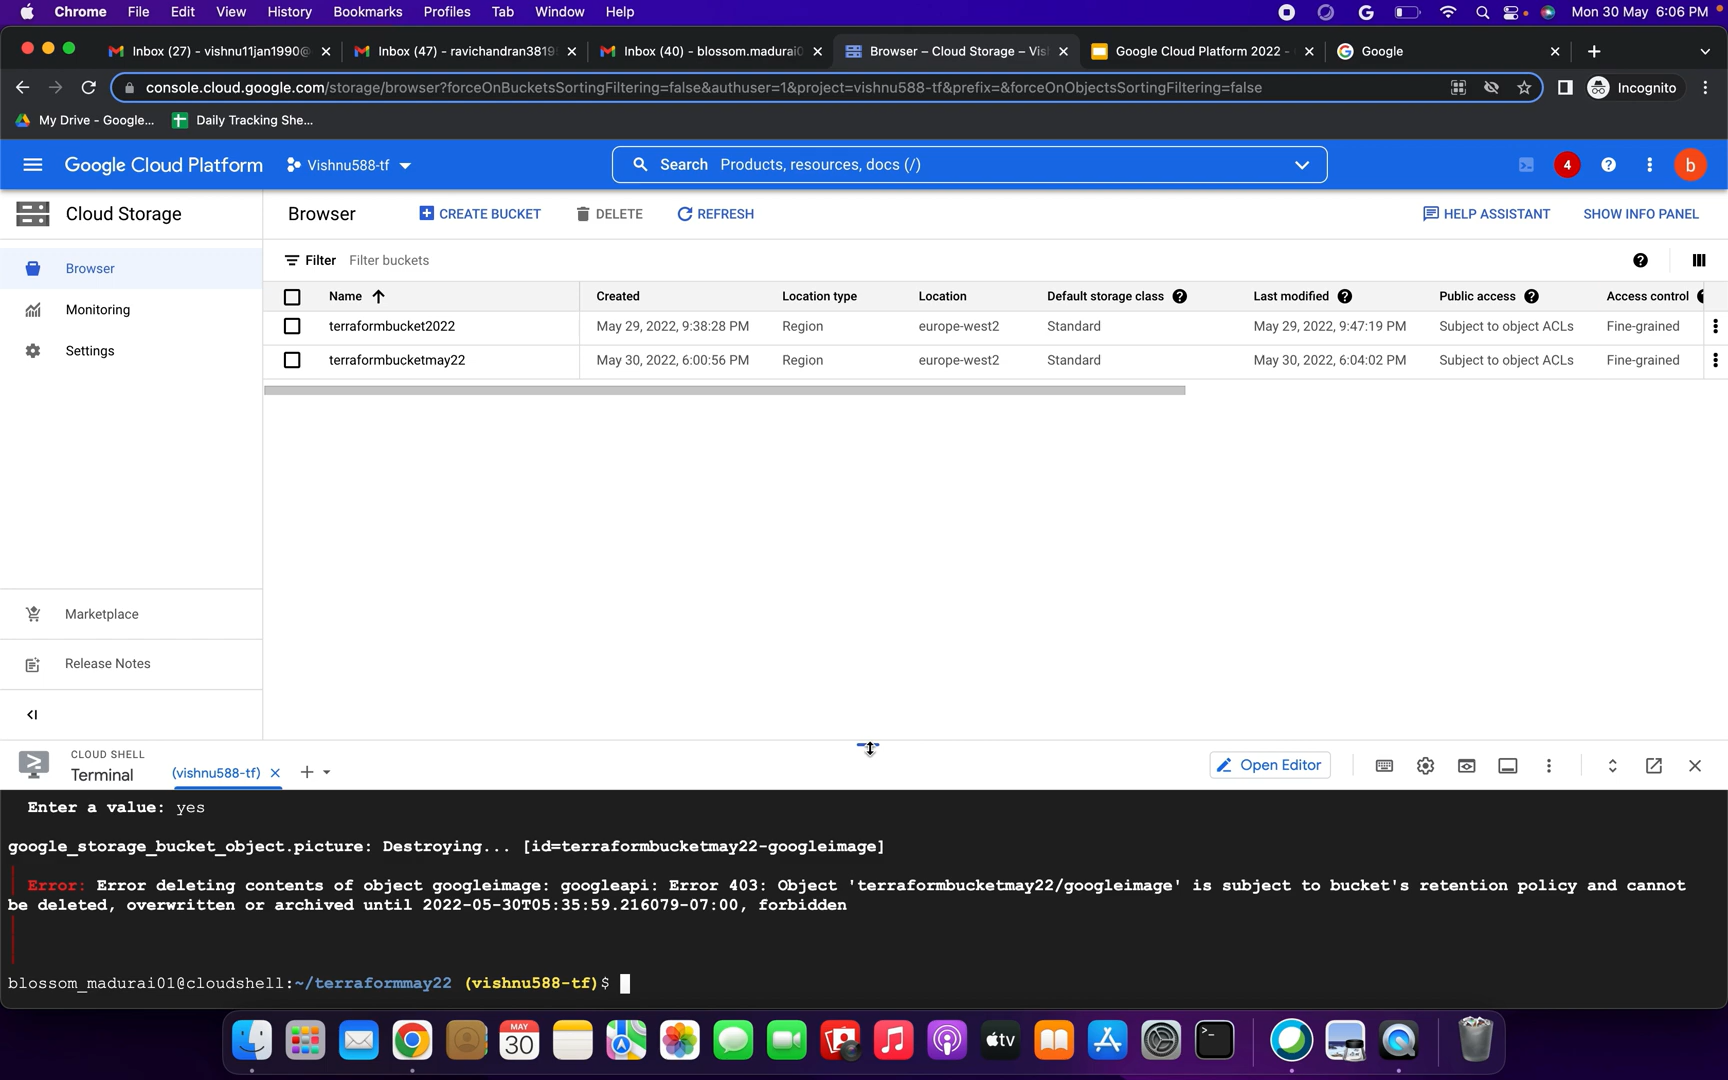 Chrome File Edit View History Bookmarks Profiles Tab Window Help Mon 30 May 6:06 PM
Inbox (27) - vishnu11jan1990@ Inbox (47) - ravichandran3819 Inbox (40) - blossom.madurai0 Browser – Cloud Storage – Vis Google Cloud Platform 2022 - Google
console.cloud.google.com/storage/browser?forceOnBucketsSortingFiltering=false&authuser=1&project=vishnu588-tf&prefix=&forceOnObjectsSortingFiltering=false Incognito
My Drive - Google... Daily Tracking She...
Google Cloud Platform Vishnu588-tf Search Products, resources, docs (/) 4 b
Cloud Storage Browser CREATE BUCKET DELETE REFRESH HELP ASSISTANT SHOW INFO PANEL
Browser
Monitoring
Settings
Marketplace
Release Notes
Filter Filter buckets
Name Created Location type Location Default storage class Last modified Public access Access control
terraformbucket2022 May 29, 2022, 9:38:28 PM Region europe-west2 Standard May 29, 2022, 9:47:19 PM Subject to object ACLs Fine-grained
terraformbucketmay22 May 30, 2022, 6:00:56 PM Region europe-west2 Standard May 30, 2022, 6:04:02 PM Subject to object ACLs Fine-grained
CLOUD SHELL
Terminal (vishnu588-tf) Open Editor
Enter a value: yes
google_storage_bucket_object.picture: Destroying... [id=terraformbucketmay22-googleimage]
Error: Error deleting contents of object googleimage: googleapi: Error 403: Object 'terraformbucketmay22/googleimage' is subject to bucket's retention policy and cannot
be deleted, overwritten or archived until 2022-05-30T05:35:59.216079-07:00, forbidden
blossom_madurai01@cloudshell:~/terraformmay22 (vishnu588-tf)$
MAY
30
tv